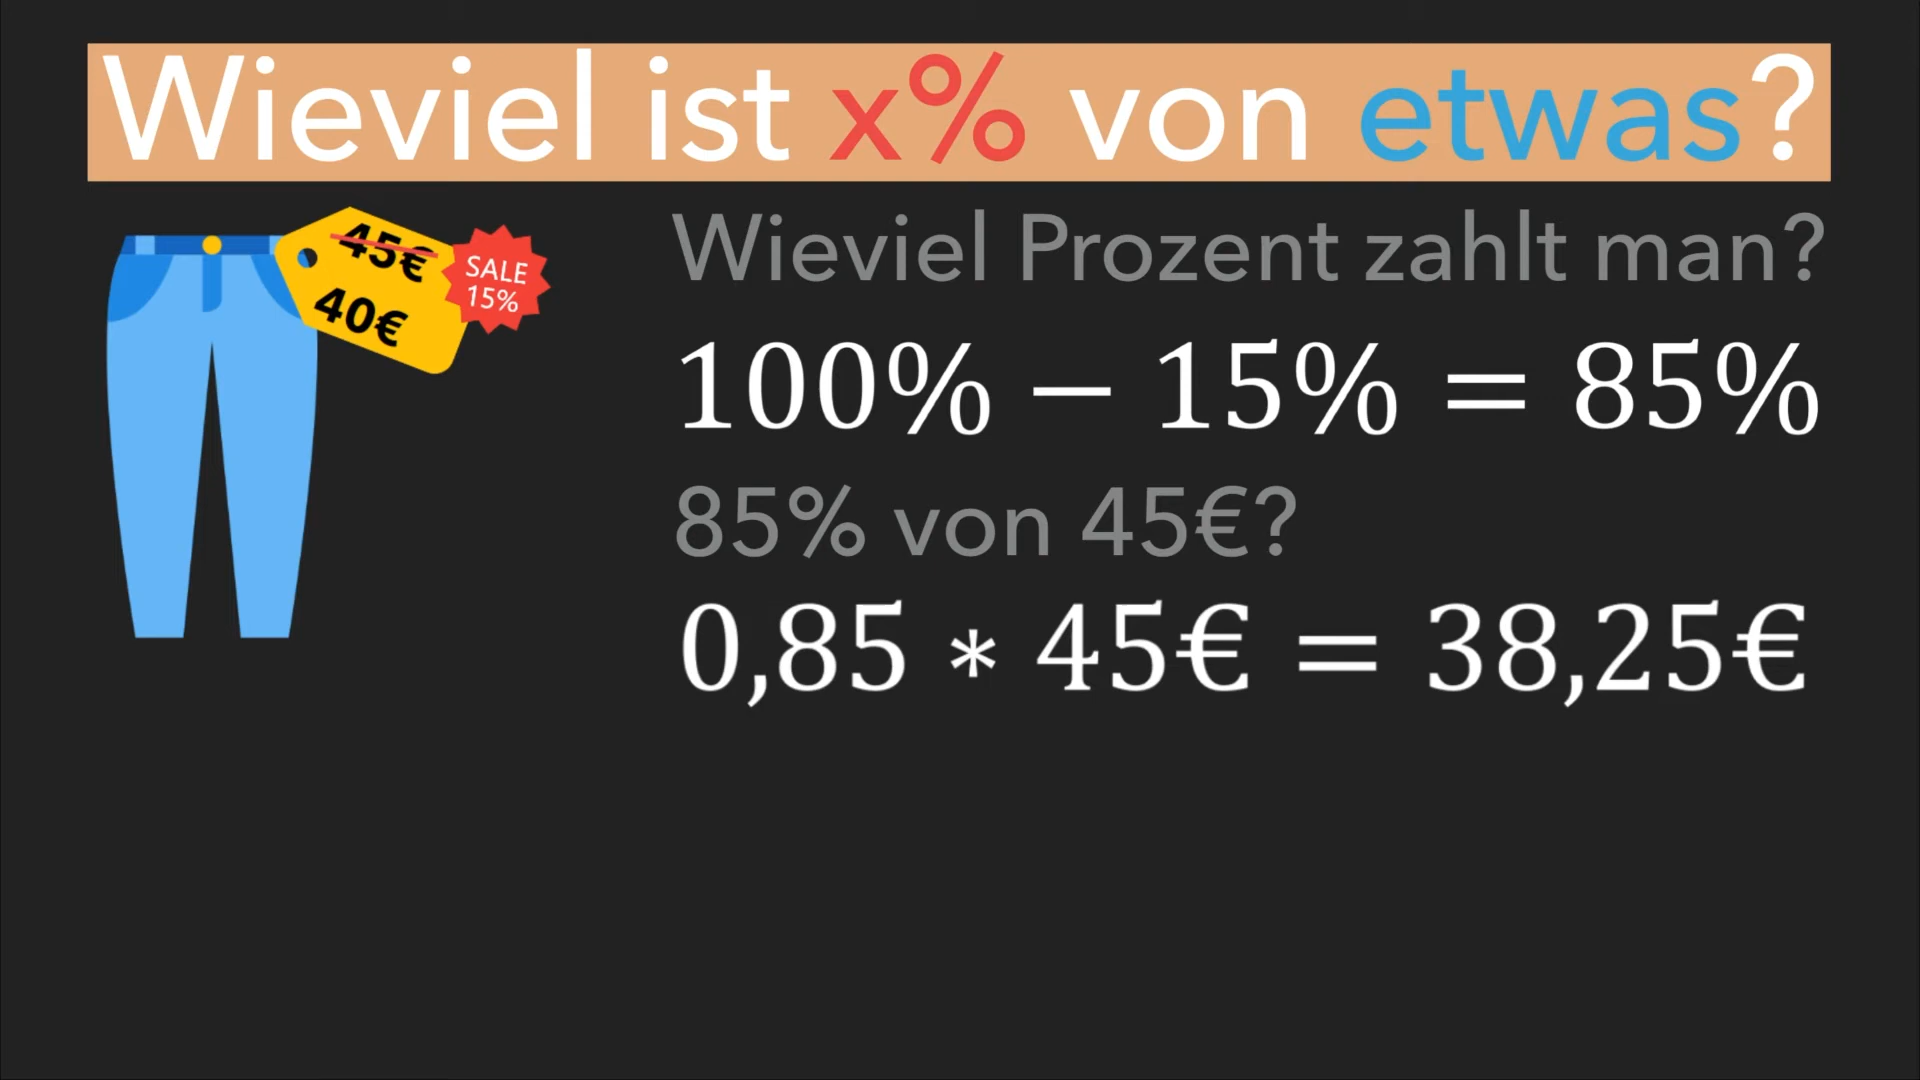 Wieviel ist x% von etwas?
45€
40€
SALE
15%
Wieviel Prozent zahlt man?
100% − 15% = 85%
85% von 45€?
0,85 * 45€ = 38,25€